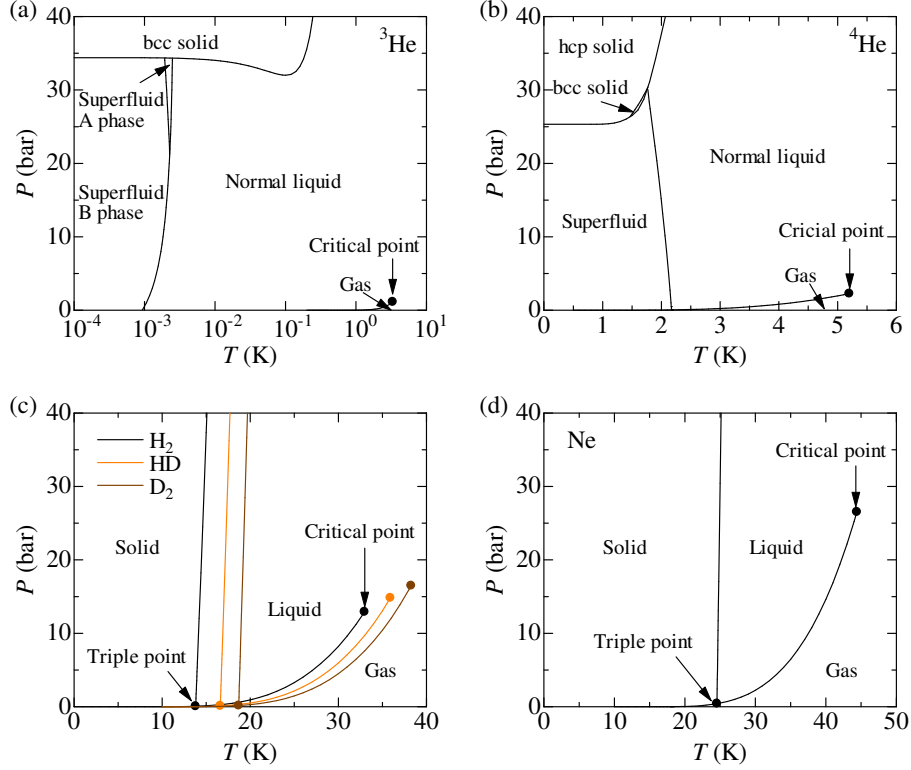 (a)
40
30
20
10
0
P (bar)
bcc solid
³He
Superfluid
A phase
Superfluid
B phase
Normal liquid
Critical point
Gas
10⁻⁴
10⁻³
10⁻²
10⁻¹
10⁰
10¹
T (K)
(b)
40
30
20
10
0
P (bar)
hcp solid
⁴He
bcc solid
Normal liquid
Superfluid
Cricial point
Gas
0
1
2
3
4
5
6
T (K)
(c)
40
30
20
10
0
P (bar)
H₂
HD
D₂
Solid
Critical point
Liquid
Triple point
Gas
0
10
20
30
40
T (K)
(d)
40
30
20
10
0
P (bar)
Ne
Critical point
Solid
Liquid
Triple point
Gas
0
10
20
30
40
50
T (K)